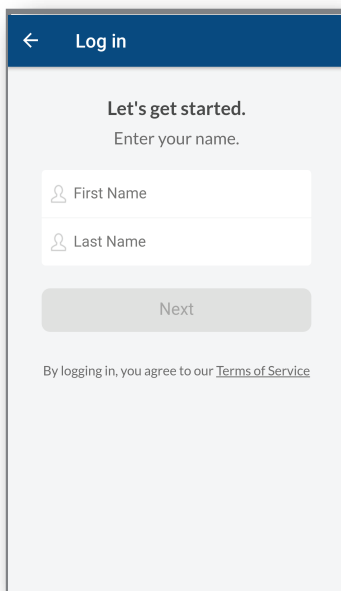 Log in
Let's get started.
Enter your name.
First Name
Last Name
Next
By logging in, you agree to our Terms of Service